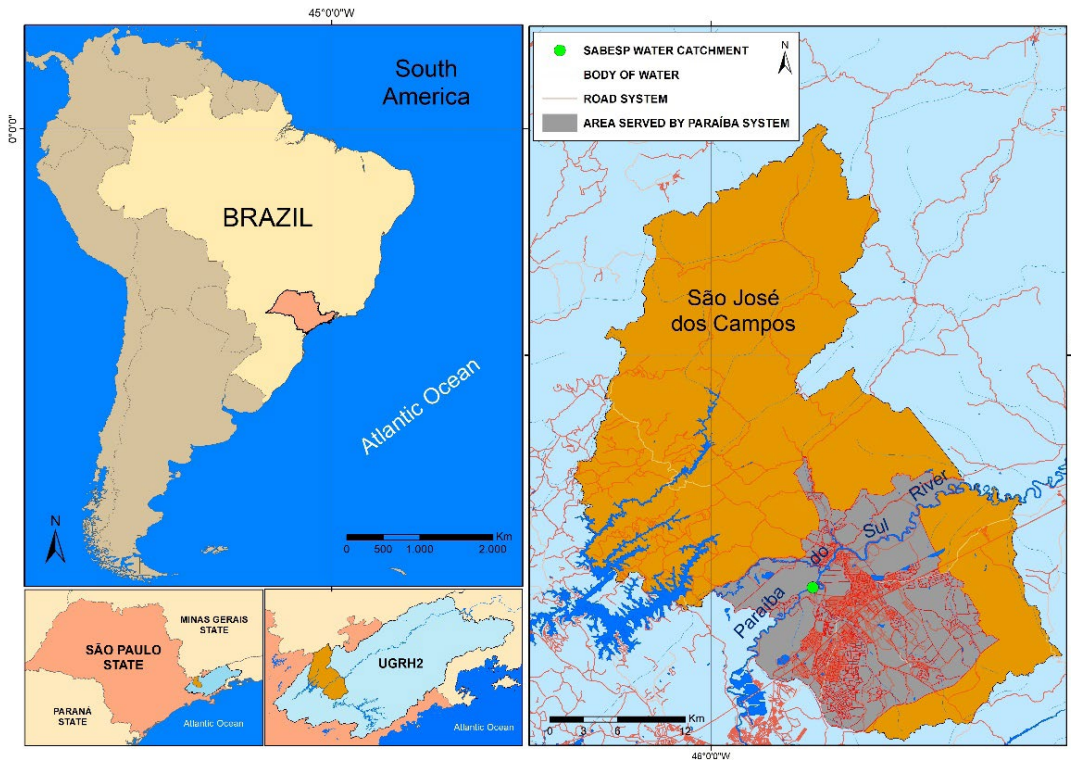 45°0'0"W
0°0'0"
South
America
BRAZIL
Atlantic Ocean
N
Km
0 500 1.000 2.000
SÃO PAULO
STATE
MINAS GERAIS
STATE
PARANÁ
STATE
Atlantic Ocean
UGRH2
Atlantic Ocean
SABESP WATER CATCHMENT
BODY OF WATER
ROAD SYSTEM
AREA SERVED BY PARAÍBA SYSTEM
N
São José
dos Campos
Paraíba do Sul River
Km
0 3 6 12
46°0'0"W